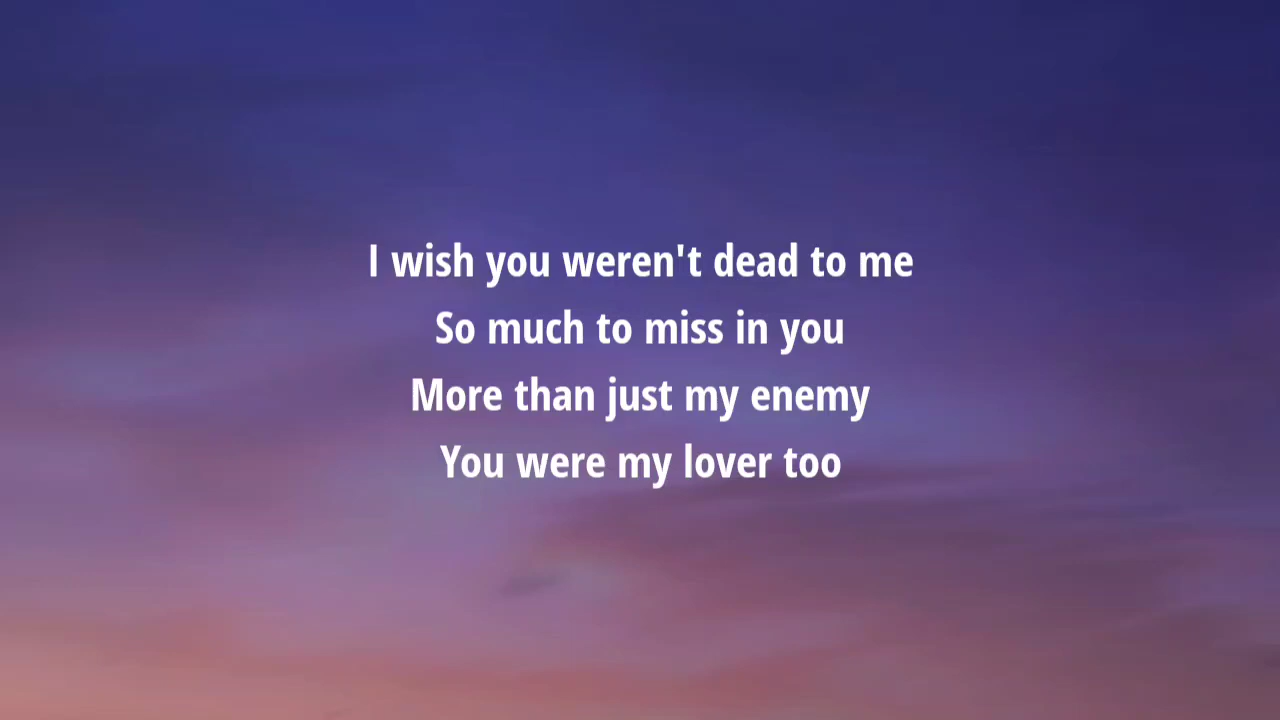 I wish you weren't dead to me
So much to miss in you
More than just my enemy
You were my lover too